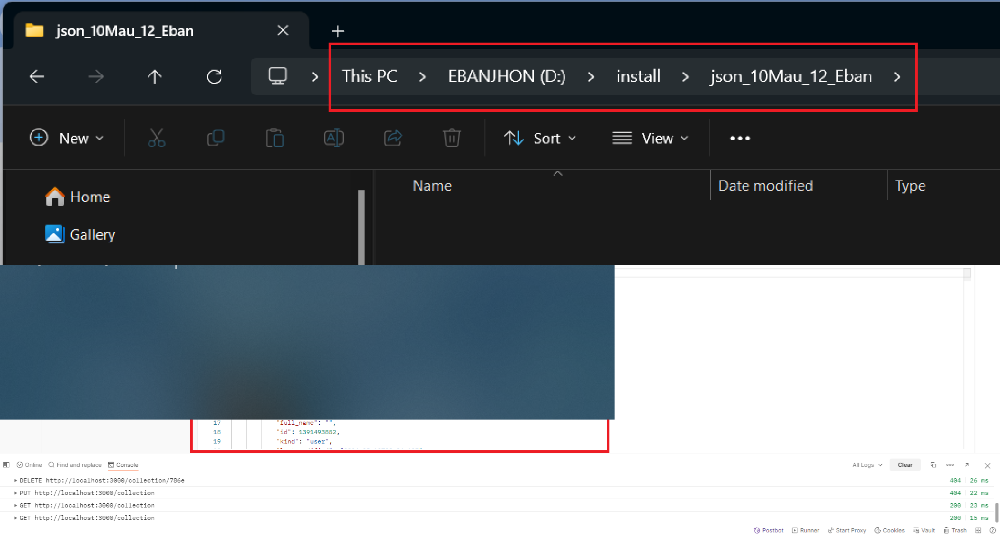 json_10Mau_12_Eban
This PC > EBANJHON (D:) > install > json_10Mau_12_Eban >
New Sort View
Name Date modified Type
Home
Gallery
17 "full_name": "",
18 "id": 1391493852,
19 "kind": "user",
Online Find and replace Console All Logs Clear
DELETE http://localhost:3000/collection/786e 404 26 ms
PUT http://localhost:3000/collection 404 22 ms
GET http://localhost:3000/collection 200 23 ms
GET http://localhost:3000/collection 200 15 ms
Postbot Runner Start Proxy Cookies Vault Trash